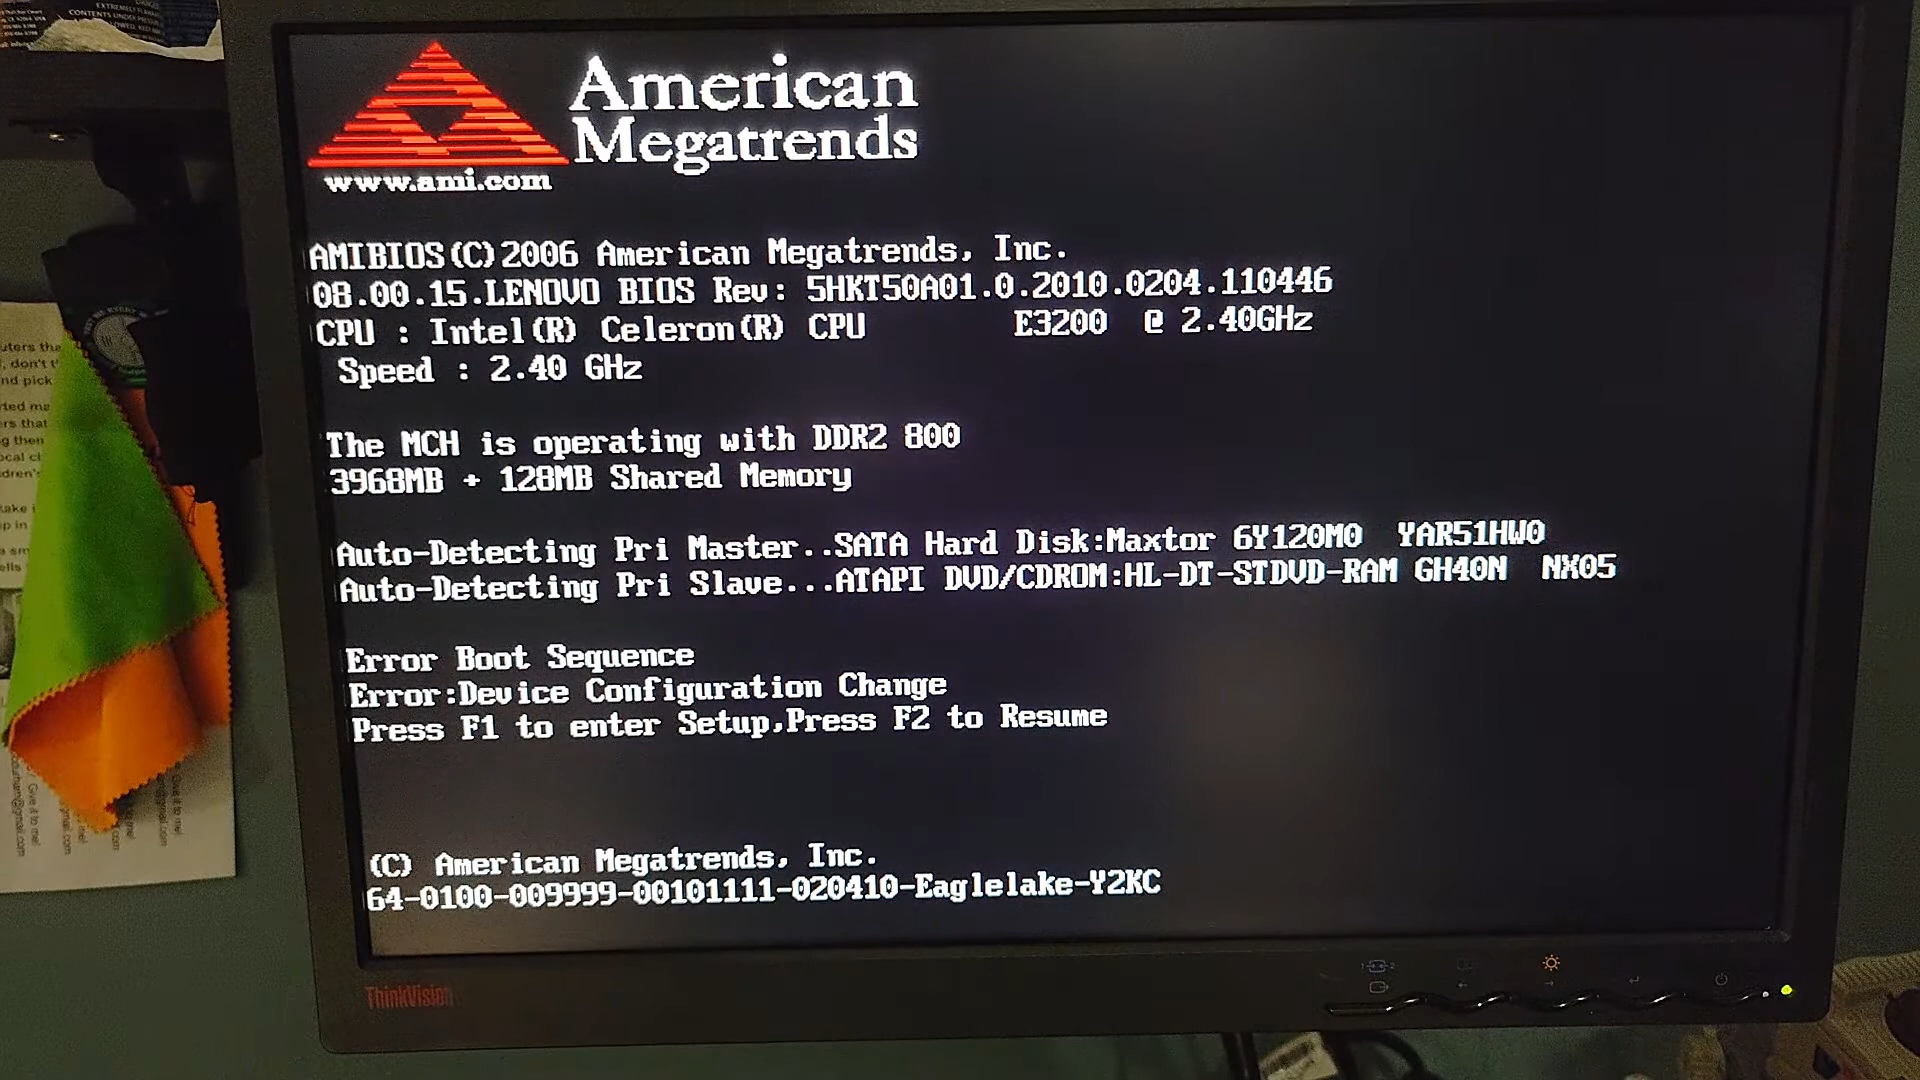 EXTREMELY
CONTENTS UNDER
American
Megatrends
www.ami.com
AMIBIOS(C)2006 American Megatrends, Inc.
08.00.15.LENOVO BIOS Rev: 5HKT50A01.0.2010.0204.110446
CPU : Intel(R) Celeron(R) CPU E3200 @ 2.40GHz
Speed : 2.40 GHz
The MCH is operating with DDR2 800
3968MB + 128MB Shared Memory
Auto-Detecting Pri Master..SATA Hard Disk:Maxtor 6Y120M0 YAR51HW0
Auto-Detecting Pri Slave...ATAPI DVD/CDROM:HL-DT-STDVD-RAM GH40N NX05
Error Boot Sequence
Error:Device Configuration Change
Press F1 to enter Setup,Press F2 to Resume
(C) American Megatrends, Inc.
64-0100-009999-00101111-020410-Eaglelake-Y2KC
ThinkVision